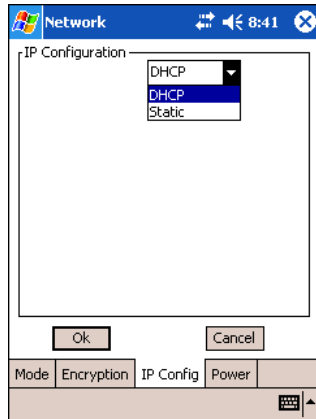 Network 8:41
IP Configuration
DHCP
DHCP
Static
Ok Cancel
Mode Encryption IP Config Power